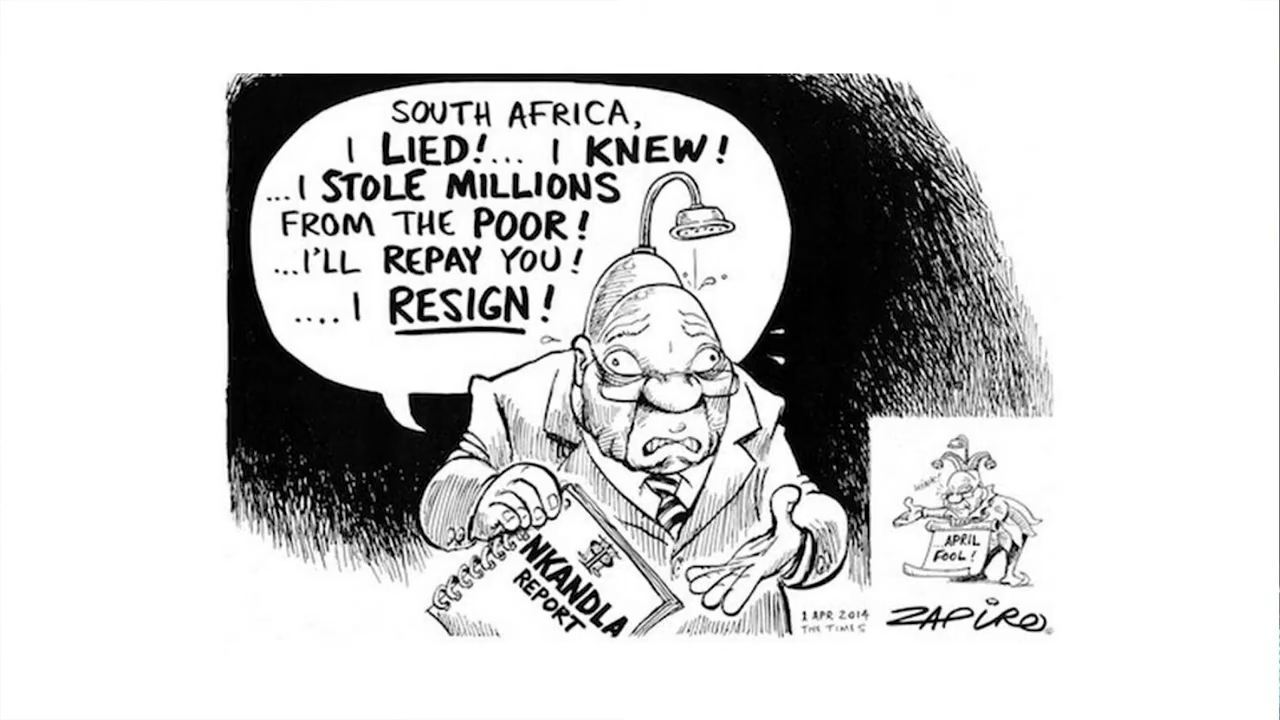 SOUTH AFRICA,
I LIED!... I KNEW!
...I STOLE MILLIONS
FROM THE POOR!
...I'LL REPAY YOU!
.... I RESIGN!
NKANDLA
REPORT
WINK!
APRIL
FOOL!
1 APR 2014
THE TIMES
ZAPIRO
©